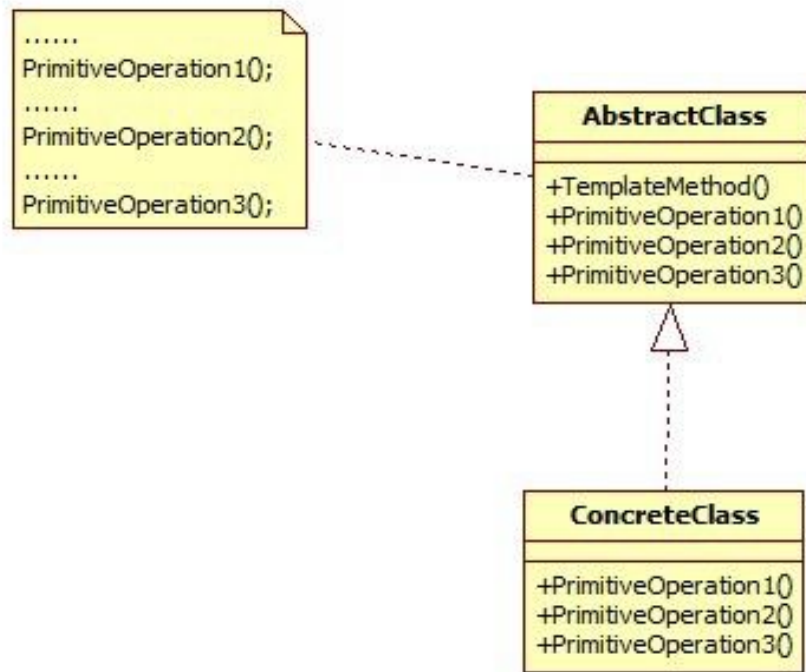 ......
PrimitiveOperation1();
......
PrimitiveOperation2();
......
PrimitiveOperation3();
AbstractClass
+TemplateMethod()
+PrimitiveOperation1()
+PrimitiveOperation2()
+PrimitiveOperation3()
ConcreteClass
+PrimitiveOperation1()
+PrimitiveOperation2()
+PrimitiveOperation3()